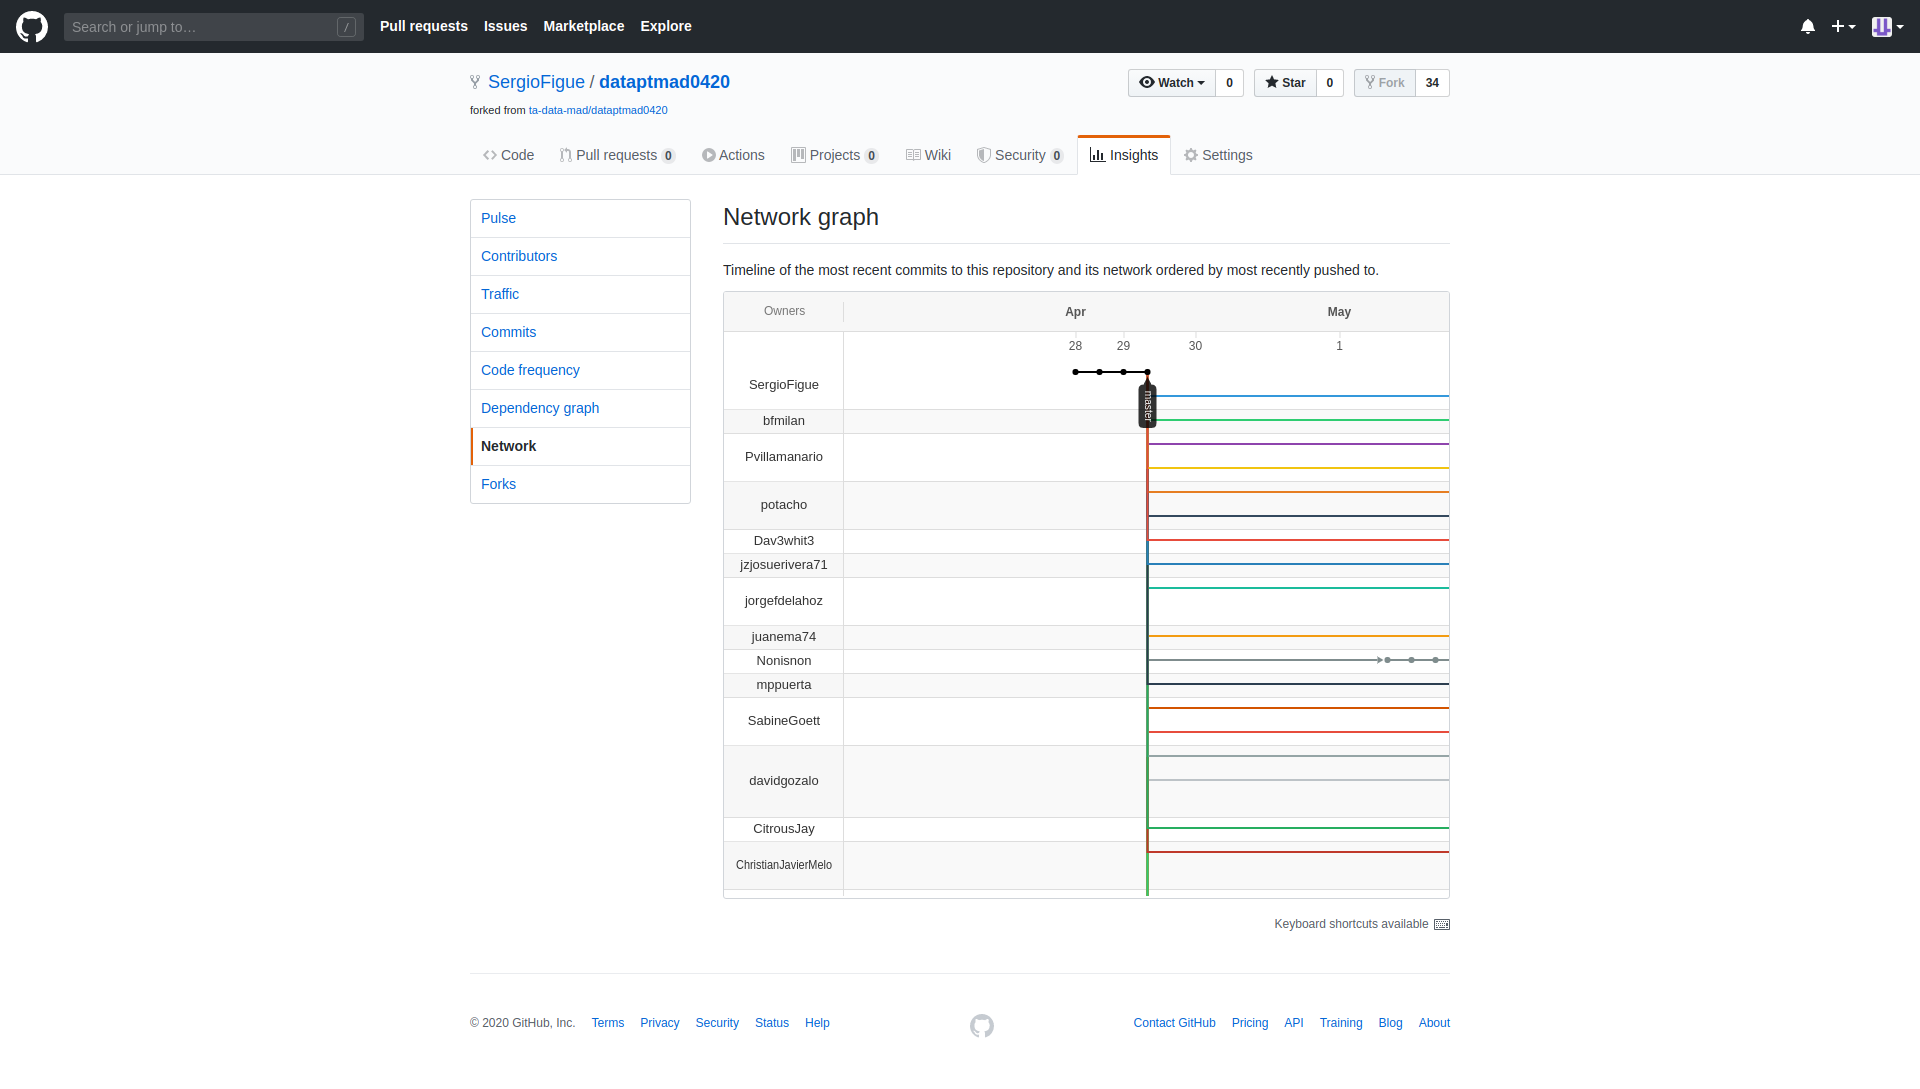 Search or jump to… /
Pull requests Issues Marketplace Explore
SergioFigue / dataptmad0420
forked from ta-data-mad/dataptmad0420
Watch 0 Star 0 Fork 34
Code Pull requests 0 Actions Projects 0 Wiki Security 0 Insights Settings
Pulse
Contributors
Traffic
Commits
Code frequency
Dependency graph
Network
Forks
Network graph
Timeline of the most recent commits to this repository and its network ordered by most recently pushed to.
Owners Apr May
28 29 30 1
SergioFigue
master
bfmilan
Pvillamanario
potacho
Dav3whit3
jzjosuerivera71
jorgefdelahoz
juanema74
Nonisnon
mppuerta
SabineGoett
davidgozalo
CitrousJay
ChristianJavierMelo
Keyboard shortcuts available
© 2020 GitHub, Inc. Terms Privacy Security Status Help
Contact GitHub Pricing API Training Blog About